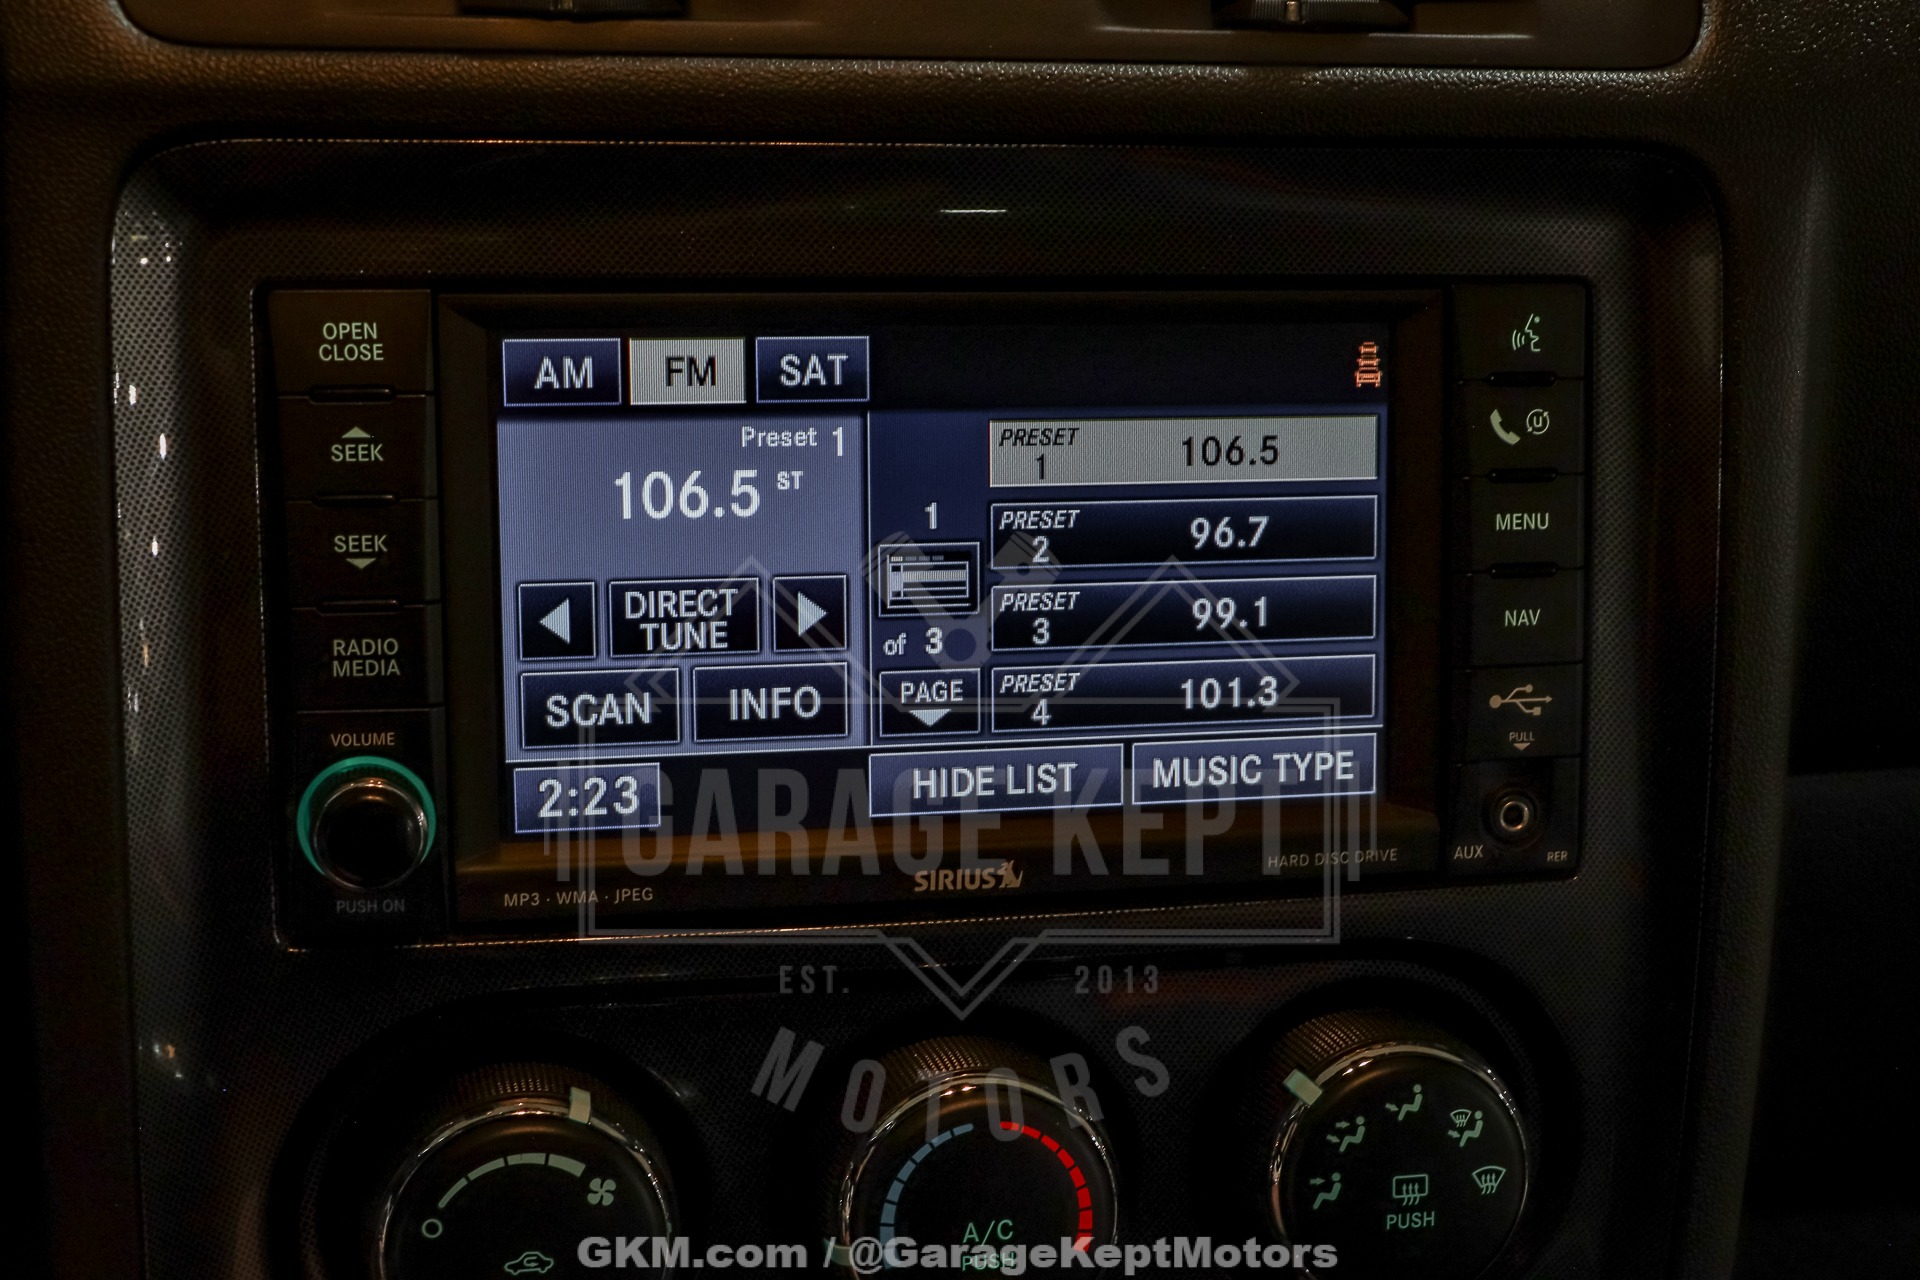 OPEN
CLOSE
SEEK
SEEK
RADIO
MEDIA
VOLUME
PUSH ON
AM FM SAT
Preset 1
106.5 ST
DIRECT
TUNE
SCAN INFO
2:23
1
of 3
PAGE
PRESET
1 106.5
PRESET
2 96.7
PRESET
3 99.1
PRESET
4 101.3
HIDE LIST MUSIC TYPE
MP3 · WMA · JPEG
SIRIUS
HARD DISC DRIVE
MENU
NAV
PULL
AUX RER
GARAGE KEPT
EST. 2013
MOTORS
A/C
PUSH
PUSH
GKM.com / @GarageKeptMotors